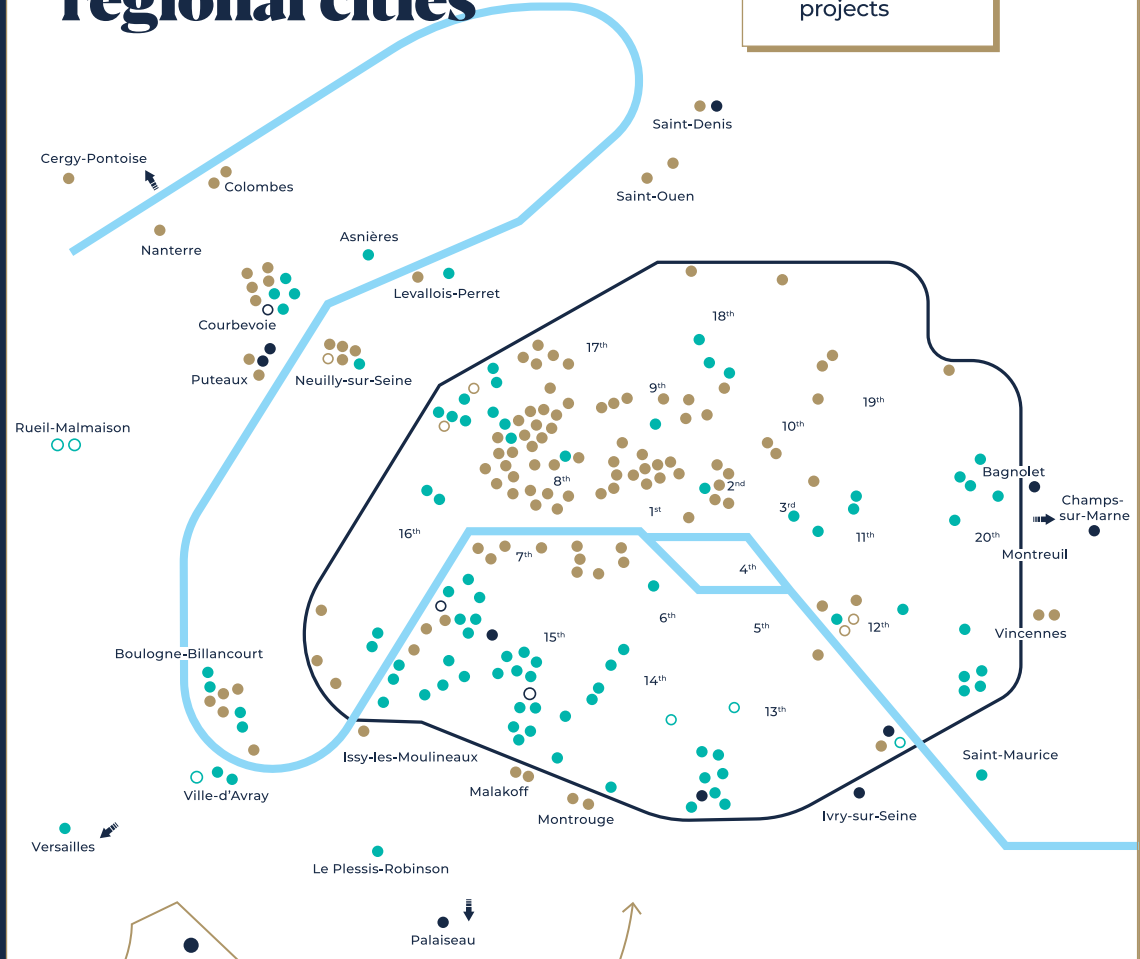 regional cities
projects
Saint-Denis
Cergy-Pontoise
Colombes
Saint-Ouen
Nanterre
Asnières
Levallois-Perret
Courbevoie
18th
17th
Puteaux
Neuilly-sur-Seine
9th
19th
10th
Rueil-Malmaison
Bagnolet
8th
2nd
Champs-
sur-Marne
1st
3rd
16th
11th
20th
Montreuil
7th
4th
6th
5th
12th
Vincennes
15th
Boulogne-Billancourt
14th
13th
Issy-les-Moulineaux
Saint-Maurice
Malakoff
Ville-d'Avray
Montrouge
Ivry-sur-Seine
Versailles
Le Plessis-Robinson
Palaiseau